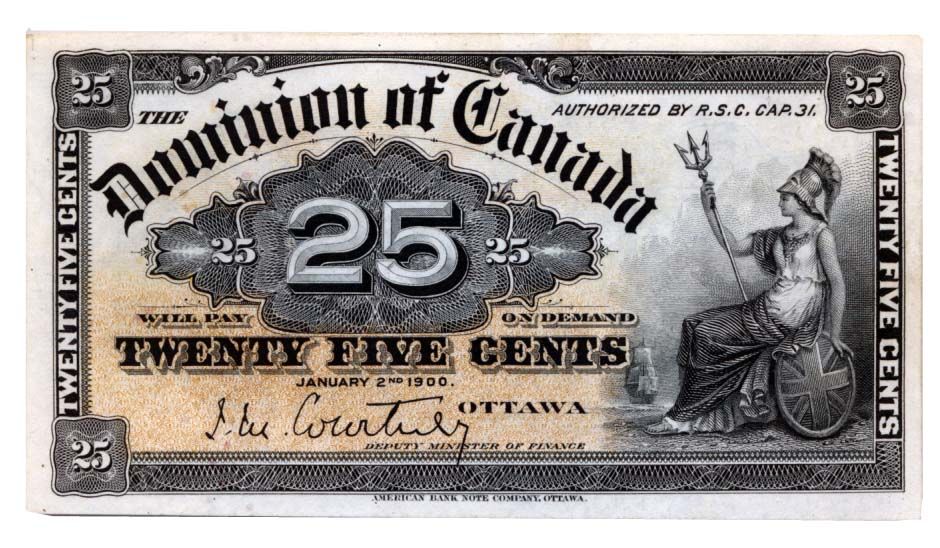 25
25
THE
Dominion of Canada
AUTHORIZED BY R.S.C. CAP. 31.
TWENTY FIVE CENTS
TWENTY FIVE CENTS
25
25
25
WILL PAY
ON DEMAND
TWENTY FIVE CENTS
JANUARY 2ND 1900.
J. M. Courtney
OTTAWA
DEPUTY MINISTER OF FINANCE
25
AMERICAN BANK NOTE COMPANY, OTTAWA.